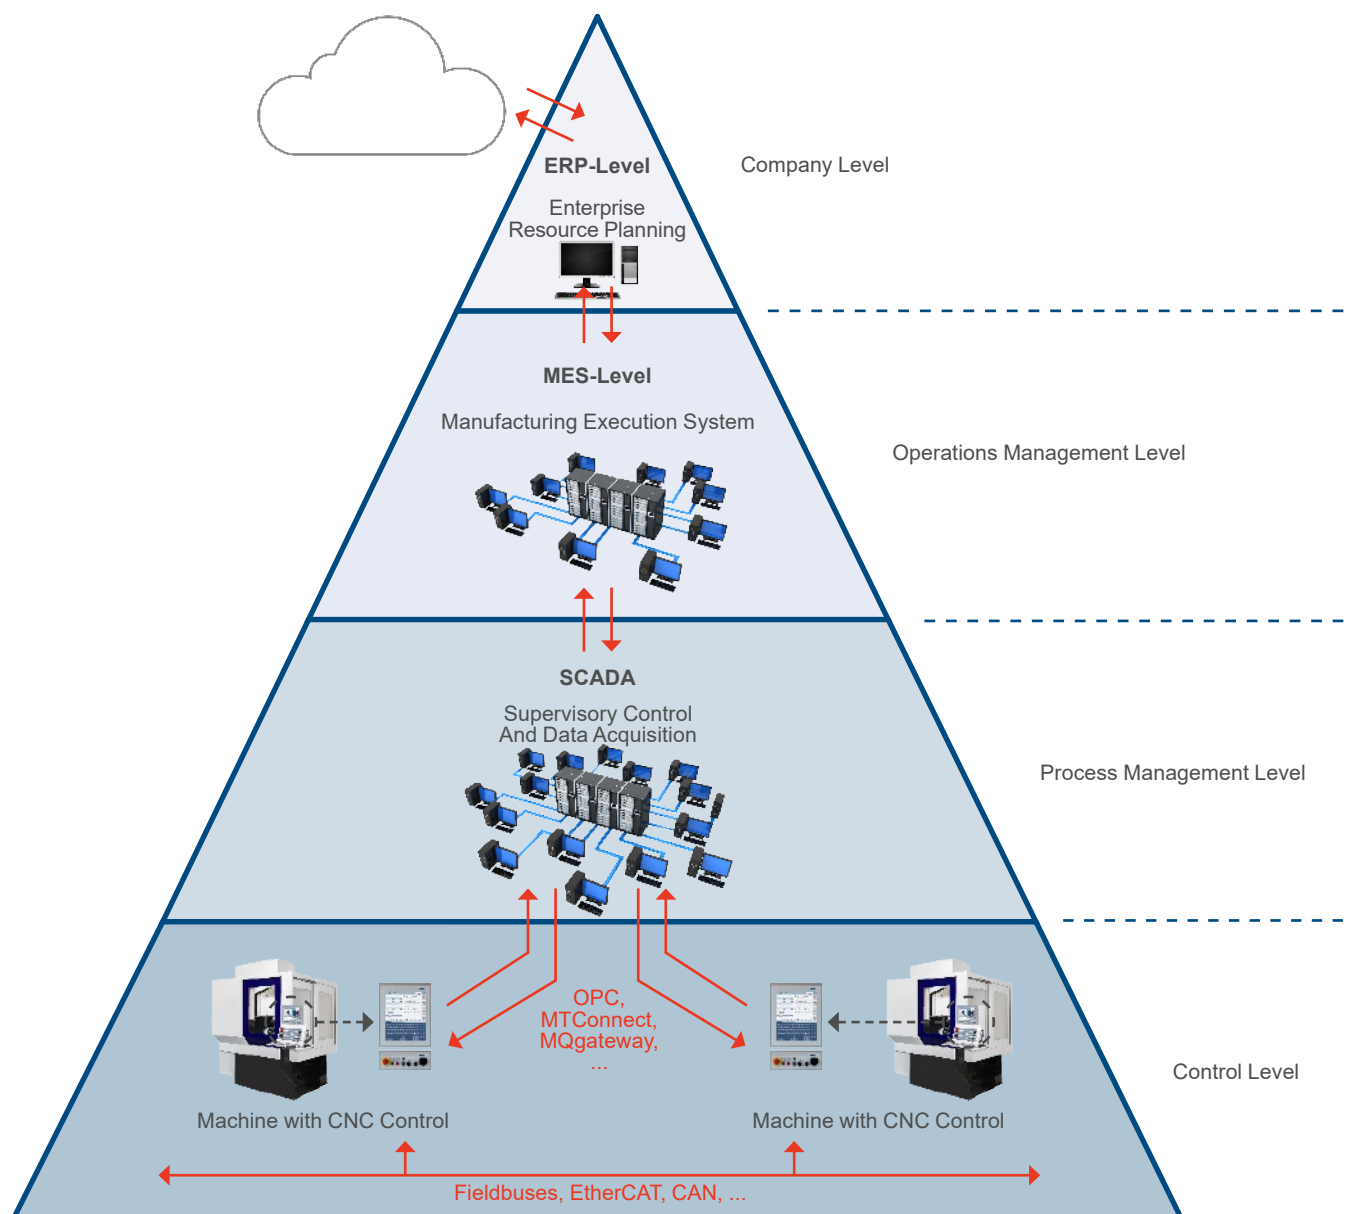 ERP-Level
Company Level
Enterprise
Resource Planning
MES-Level
Manufacturing Execution System
Operations Management Level
SCADA
Supervisory Control
And Data Acquisition
Process Management Level
OPC,
MTConnect,
MQgateway,
...
Control Level
Machine with CNC Control
Machine with CNC Control
Fieldbuses, EtherCAT, CAN, ...